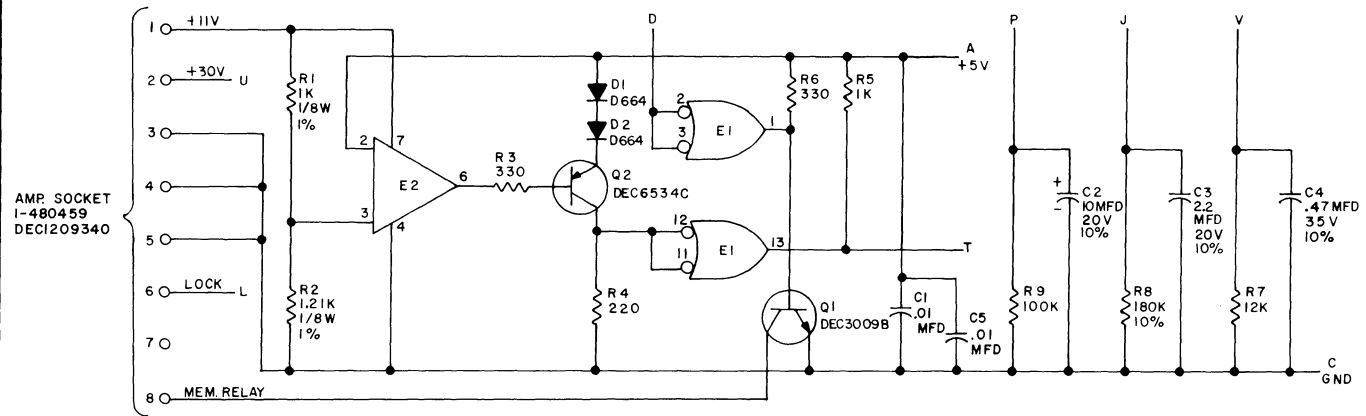 AMP. SOCKET
1-480459
DEC1209340
1 +11V
2 +30V U
3
4
5
6 LOCK L
7
8 MEM. RELAY
R1
1K
1/8W
1%
R2
1.21K
1/8W
1%
2
3
7
4
E2
6
R3
330
D1
D664
D2
D664
Q2
DEC6534C
R4
220
D
2
3
E1
1
12
11
E1
13
R6
330
R5
1K
Q1
DEC3009B
A
+5V
T
C1
.01
MFD
C5
.01
MFD
P
R9
100K
+
-
C2
10MFD
20V
10%
J
R8
180K
10%
C3
2.2
MFD
20V
10%
V
R7
12K
C4
.47MFD
35V
10%
C
GND